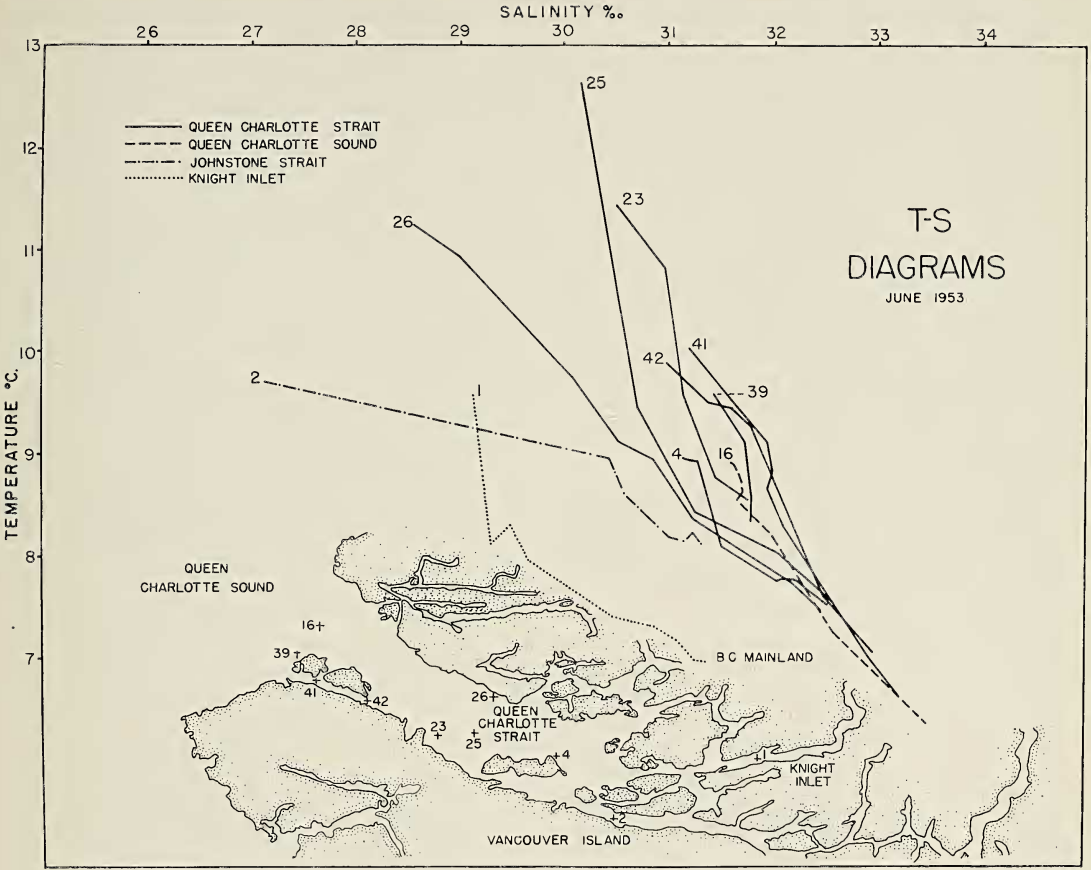 SALINITY ‰
26 27 28 29 30 31 32 33 34
13
12
11
10
9
8
7
TEMPERATURE °C.
QUEEN CHARLOTTE STRAIT
QUEEN CHARLOTTE SOUND
JOHNSTONE STRAIT
KNIGHT INLET
T-S
DIAGRAMS
JUNE 1953
25
23
26
41
42
39
2
1
4
16
QUEEN
CHARLOTTE SOUND
16+
39+
41
+42
23
+
26+
QUEEN
CHARLOTTE
STRAIT
+
25
+4
+1
KNIGHT
INLET
+2
B C MAINLAND
VANCOUVER ISLAND